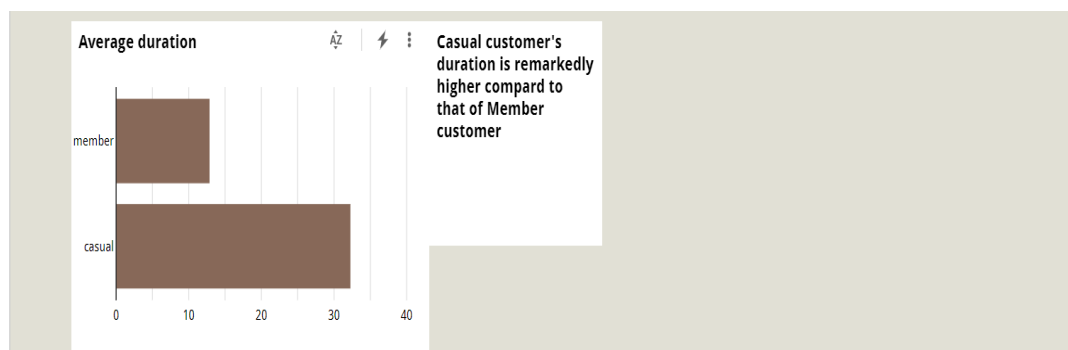 Average duration
AZ
Casual customer's
duration is remarkedly
higher compard to
that of Member
customer
member
casual
0 10 20 30 40